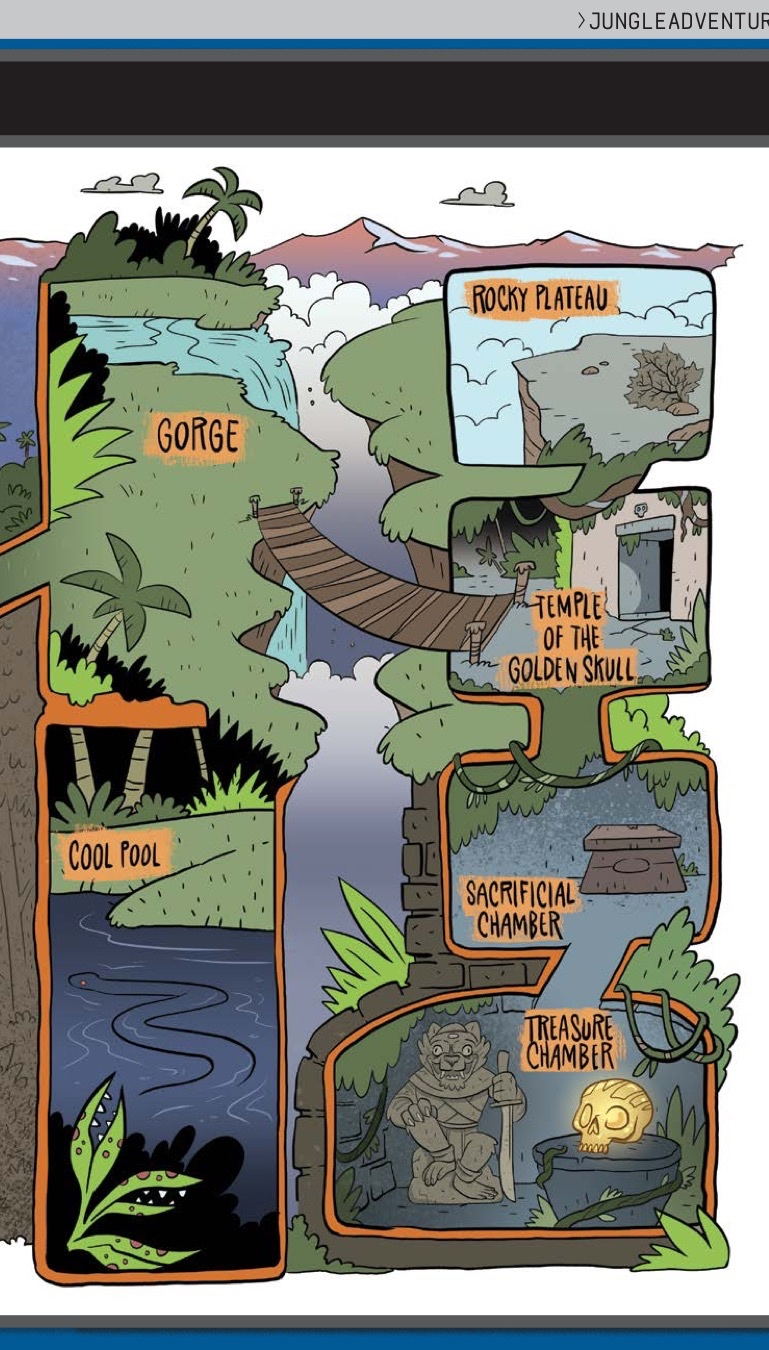 >JUNGLEADVENTUR
GORGE
ROCKY PLATEAU
TEMPLE
OF THE
GOLDEN SKULL
COOL POOL
SACRIFICIAL
CHAMBER
TREASURE
CHAMBER